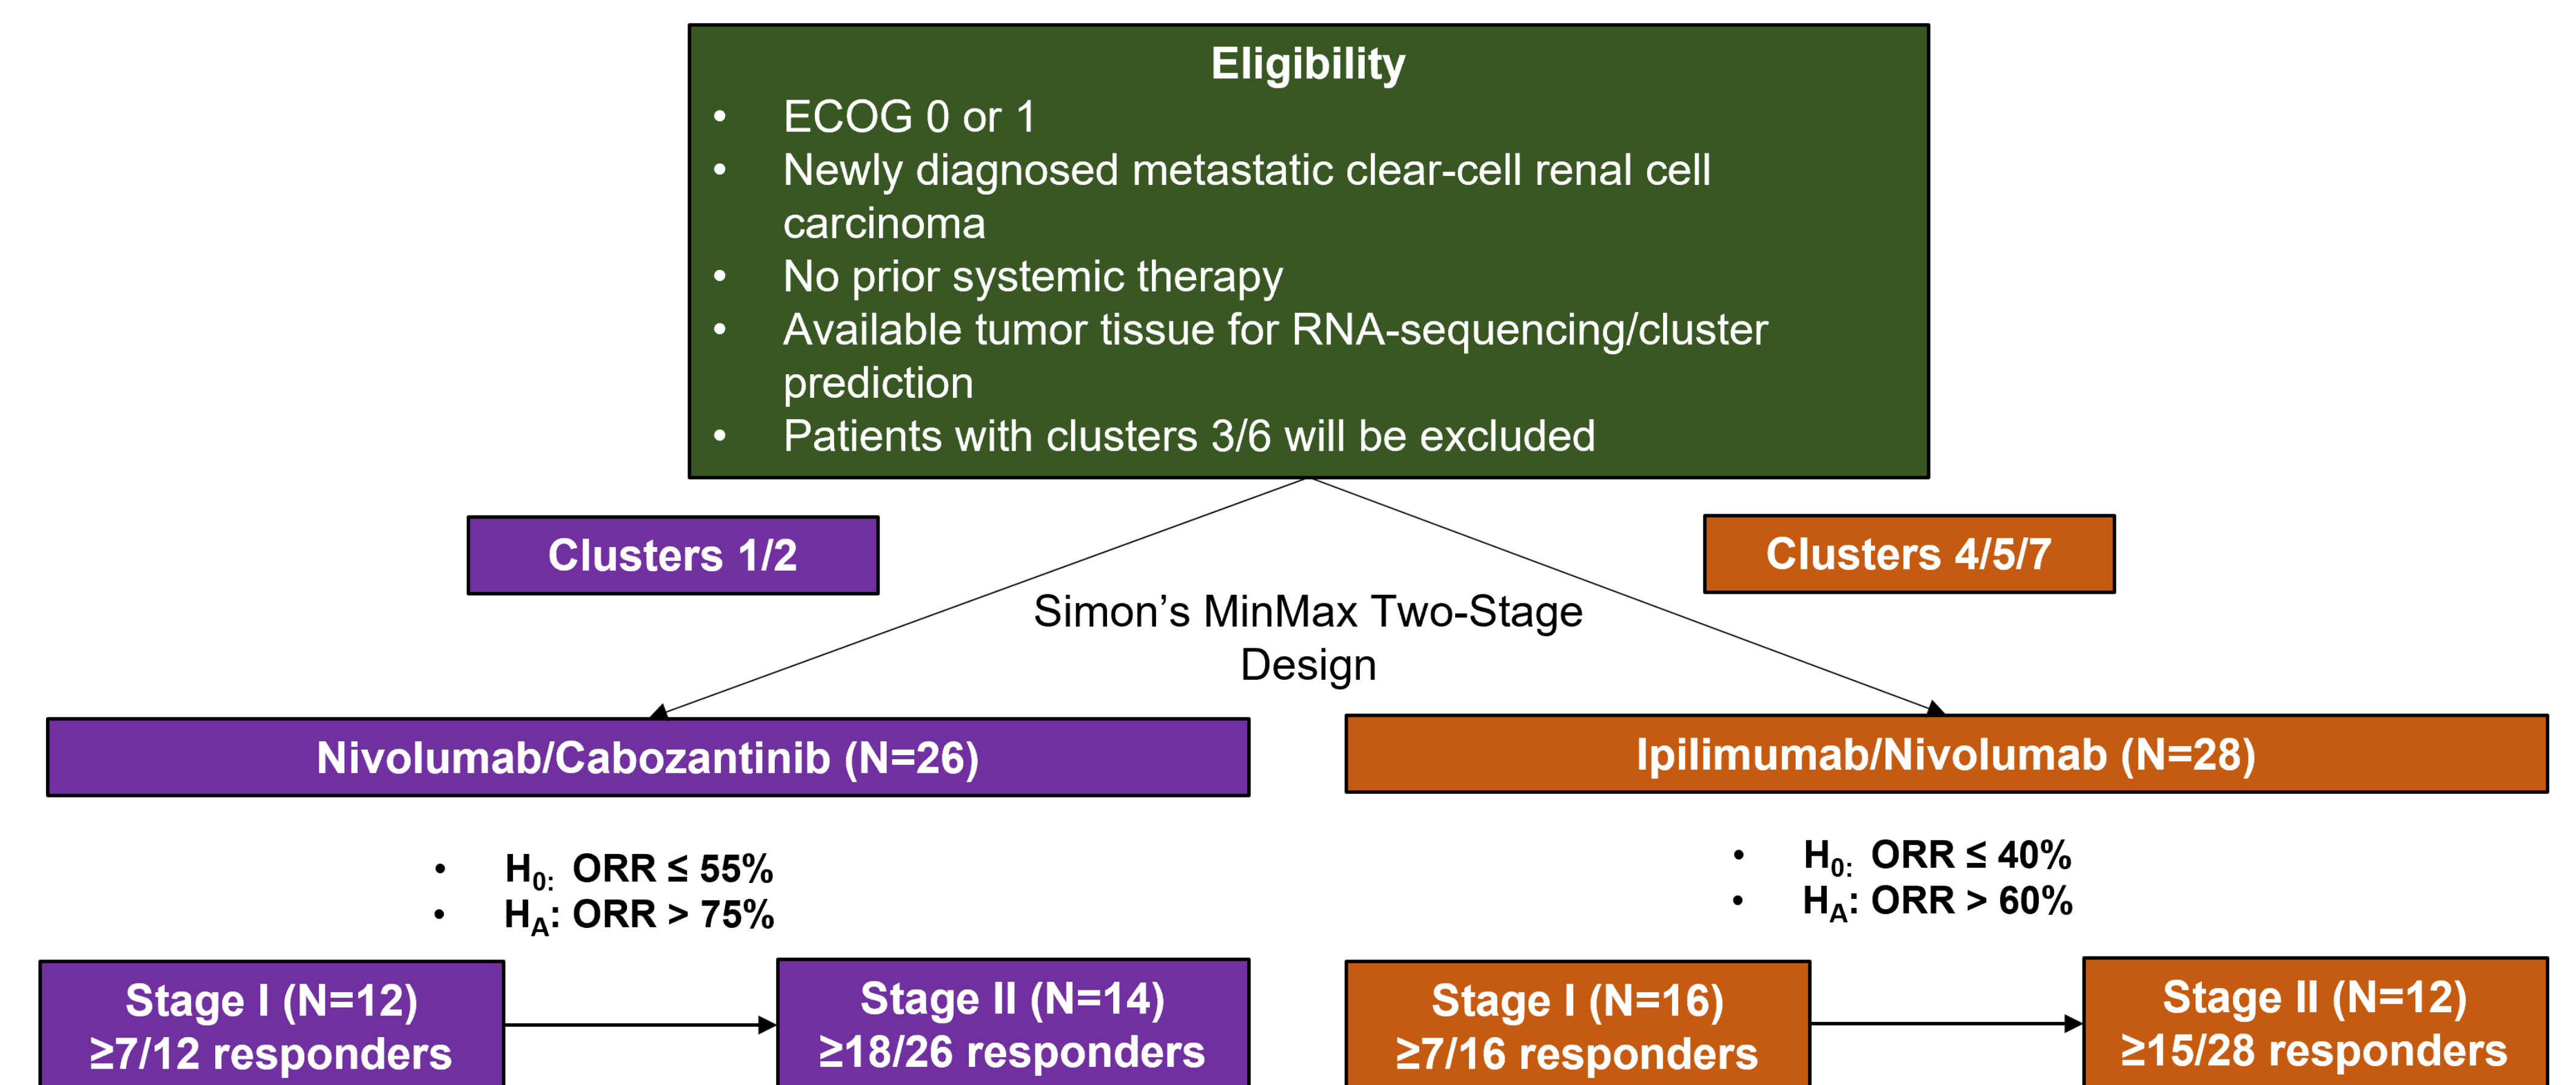 Eligibility
• ECOG 0 or 1
• Newly diagnosed metastatic clear-cell renal cell
carcinoma
• No prior systemic therapy
• Available tumor tissue for RNA-sequencing/cluster
prediction
• Patients with clusters 3/6 will be excluded
Clusters 1/2
Clusters 4/5/7
Simon’s MinMax Two-Stage
Design
Nivolumab/Cabozantinib (N=26)
Ipilimumab/Nivolumab (N=28)
• H0: ORR ≤ 55%
• HA: ORR > 75%
• H0: ORR ≤ 40%
• HA: ORR > 60%
Stage I (N=12)
≥7/12 responders
Stage II (N=14)
≥18/26 responders
Stage I (N=16)
≥7/16 responders
Stage II (N=12)
≥15/28 responders